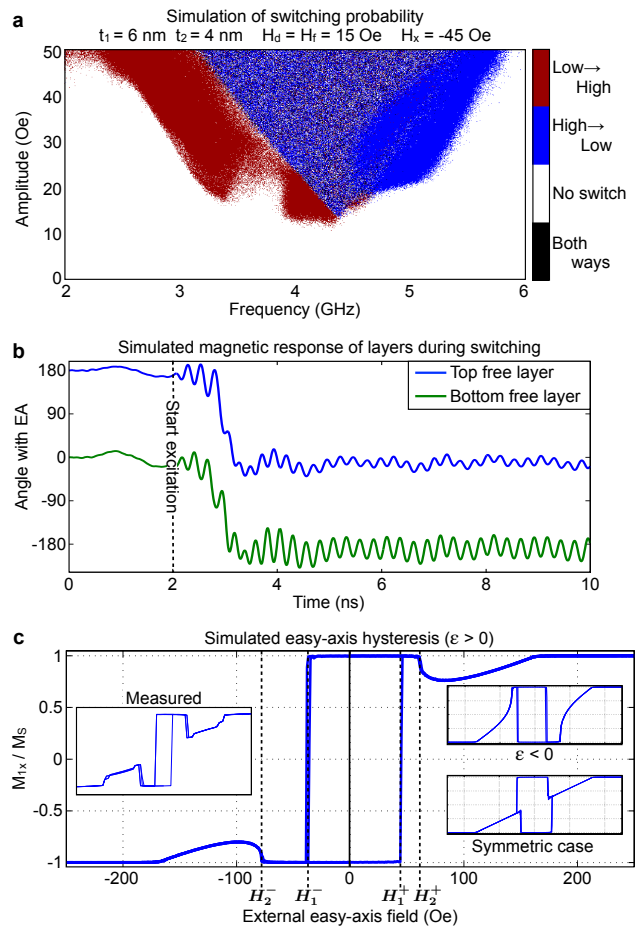 a
Simulation of switching probability
t₁ = 6 nm t₂ = 4 nm H_d = H_f = 15 Oe H_x = -45 Oe
50
40
30
20
10
0
Amplitude (Oe)
2
3
4
5
6
Frequency (GHz)
Low→
High
High→
Low
No switch
Both
ways
b
Simulated magnetic response of layers during switching
180
90
0
-90
-180
Angle with EA
Start excitation
Top free layer
Bottom free layer
0
2
4
6
8
10
Time (ns)
c
Simulated easy-axis hysteresis (ε > 0)
1
0.5
0
-0.5
-1
M₁ₓ / M_S
Measured
ε < 0
Symmetric case
-200
-100
0
100
200
H₂⁻
H₁⁻
H₁⁺
H₂⁺
External easy-axis field (Oe)